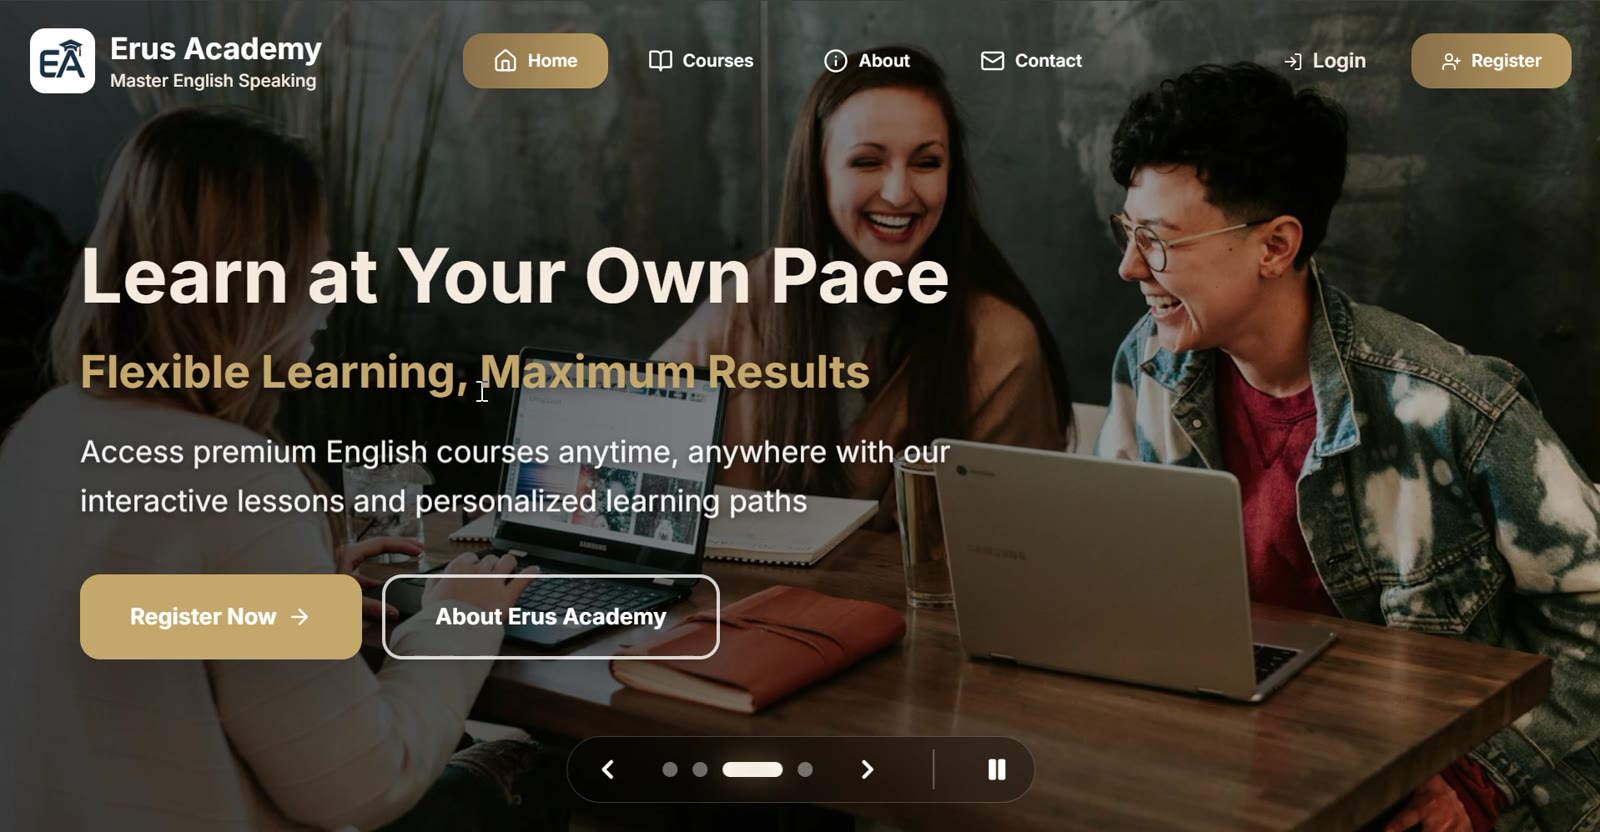 EA
Erus Academy
Master English Speaking
Home
Courses
About
Contact
Login
Register
Learn at Your Own Pace
Flexible Learning, Maximum Results
Access premium English courses anytime, anywhere with our
interactive lessons and personalized learning paths
Register Now
About Erus Academy
SAMSUNG
SAMSUNG